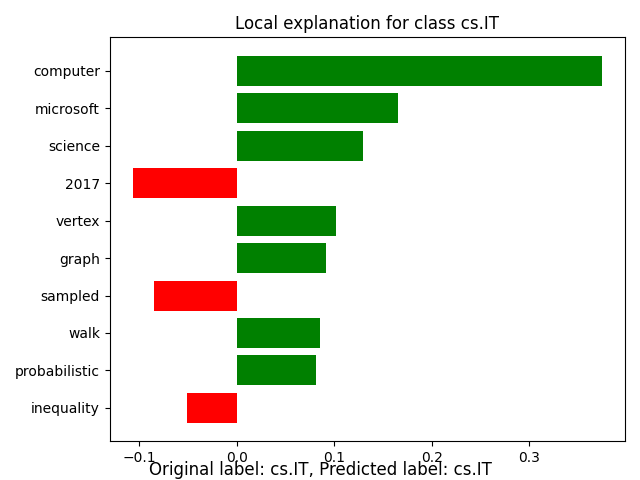 Local explanation for class cs.IT
computer
microsoft
science
2017
vertex
graph
sampled
walk
probabilistic
inequality
−0.1 0.0 0.1 0.2 0.3
Original label: cs.IT, Predicted label: cs.IT